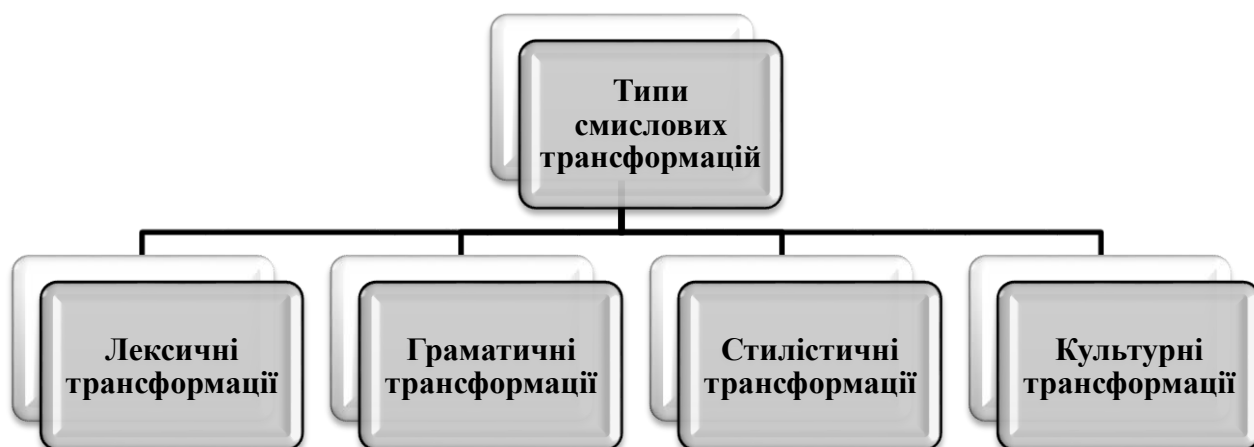 Типи
смислових
трансформацій
Лексичні
трансформації
Граматичні
трансформації
Стилістичні
трансформації
Культурні
трансформації